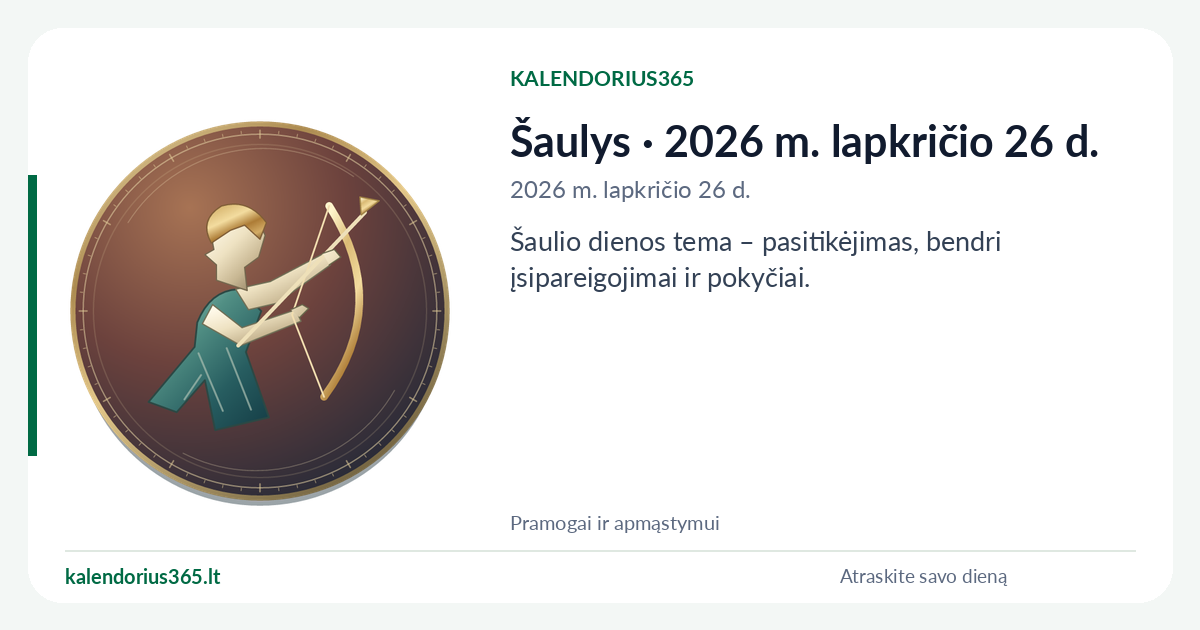 KALENDORIUS365
Šaulys · 2026 m. lapkričio 26 d.
2026 m. lapkričio 26 d.
Šaulio dienos tema – pasitikėjimas, bendri
įsipareigojimai ir pokyčiai.
Pramogai ir apmąstymui
kalendorius365.lt
Atraskite savo dieną